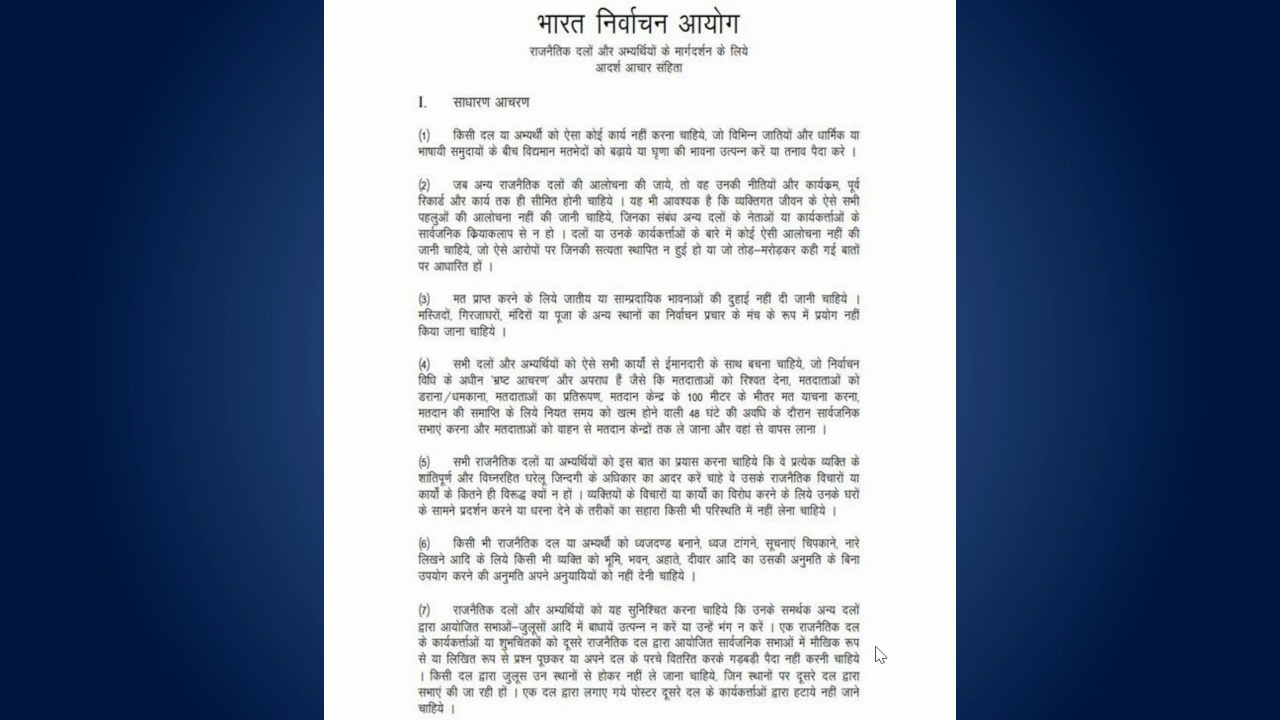 भारत निर्वाचन आयोग
राजनैतिक दलों और अभ्यर्थियों के मार्गदर्शन के लिये
आदर्श आचार संहिता
I. साधारण आचरण
(1) किसी दल या अभ्यर्थी को ऐसा कोई कार्य नहीं करना चाहिये, जो विभिन्न जातियों और धार्मिक या
भाषायी समुदायों के बीच विद्यमान मतभेदों को बढ़ाये या घृणा की भावना उत्पन्न करें या तनाव पैदा करे ।
(2) जब अन्य राजनैतिक दलों की आलोचना की जाये, तो वह उनकी नीतियों और कार्यक्रम, पूर्व
रिकार्ड और कार्य तक ही सीमित होनी चाहिये । यह भी आवश्यक है कि व्यक्तिगत जीवन के ऐसे सभी
पहलुओं की आलोचना नहीं की जानी चाहिये, जिनका संबंध अन्य दलों के नेताओं या कार्यकर्त्ताओं के
सार्वजनिक क्रियाकलाप से न हो । दलों या उनके कार्यकर्त्ताओं के बारे में कोई ऐसी आलोचना नहीं की
जानी चाहिये, जो ऐसे आरोपों पर जिनकी सत्यता स्थापित न हुई हो या जो तोड़–मरोड़कर कही गई बातों
पर आधारित हों ।
(3) मत प्राप्त करने के लिये जातीय या साम्प्रदायिक भावनाओं की दुहाई नहीं दी जानी चाहिये ।
मस्जिदों, गिरजाघरों, मंदिरों या पूजा के अन्य स्थानों का निर्वाचन प्रचार के मंच के रूप में प्रयोग नहीं
किया जाना चाहिये ।
(4) सभी दलों और अभ्यर्थियों को ऐसे सभी कार्यों से ईमानदारी के साथ बचना चाहिये, जो निर्वाचन
विधि के अधीन 'भ्रष्ट आचरण' और अपराध हैं जैसे कि मतदाताओं को रिश्वत देना, मतदाताओं को
डराना/धमकाना, मतदाताओं का प्रतिरूपण, मतदान केन्द्र के 100 मीटर के भीतर मत याचना करना,
मतदान की समाप्ति के लिये नियत समय को खत्म होने वाली 48 घंटे की अवधि के दौरान सार्वजनिक
सभाएं करना और मतदाताओं को वाहन से मतदान केन्द्रों तक ले जाना और वहां से वापस लाना ।
(5) सभी राजनैतिक दलों या अभ्यर्थियों को इस बात का प्रयास करना चाहिये कि वे प्रत्येक व्यक्ति के
शांतिपूर्ण और विघ्नरहित घरेलू जिन्दगी के अधिकार का आदर करें चाहे वे उसके राजनैतिक विचारों या
कार्यों के कितने ही विरूद्ध क्यों न हों । व्यक्तियों के विचारों या कार्यों का विरोध करने के लिये उनके घरों
के सामने प्रदर्शन करने या धरना देने के तरीकों का सहारा किसी भी परिस्थति में नहीं लेना चाहिये ।
(6) किसी भी राजनैतिक दल या अभ्यर्थी को ध्वजदण्ड बनाने, ध्वज टांगने, सूचनाएं चिपकाने, नारे
लिखने आदि के लिये किसी भी व्यक्ति को भूमि, भवन, अहाते, दीवार आदि का उसकी अनुमति के बिना
उपयोग करने की अनुमति अपने अनुयायियों को नहीं देनी चाहिये ।
(7) राजनैतिक दलों और अभ्यर्थियों को यह सुनिश्चित करना चाहिये कि उनके समर्थक अन्य दलों
द्वारा आयोजित सभाओं–जुलूसों आदि में बाधायें उत्पन्न न करें या उन्हें भंग न करें । एक राजनैतिक दल
के कार्यकर्त्ताओं या शुभचिंतकों को दूसरे राजनैतिक दल द्वारा आयोजित सार्वजनिक सभाओं में मौखिक रूप
से या लिखित रूप से प्रश्न पूछकर या अपने दल के परचे वितरित करके गड़बड़ी पैदा नहीं करनी चाहिये
। किसी दल द्वारा जुलूस उन स्थानों से होकर नहीं ले जाना चाहिये, जिन स्थानों पर दूसरे दल द्वारा
सभाएं की जा रही हों । एक दल द्वारा लगाए गये पोस्टर दूसरे दल के कार्यकर्त्ताओं द्वारा हटाये नहीं जाने
चाहिये ।